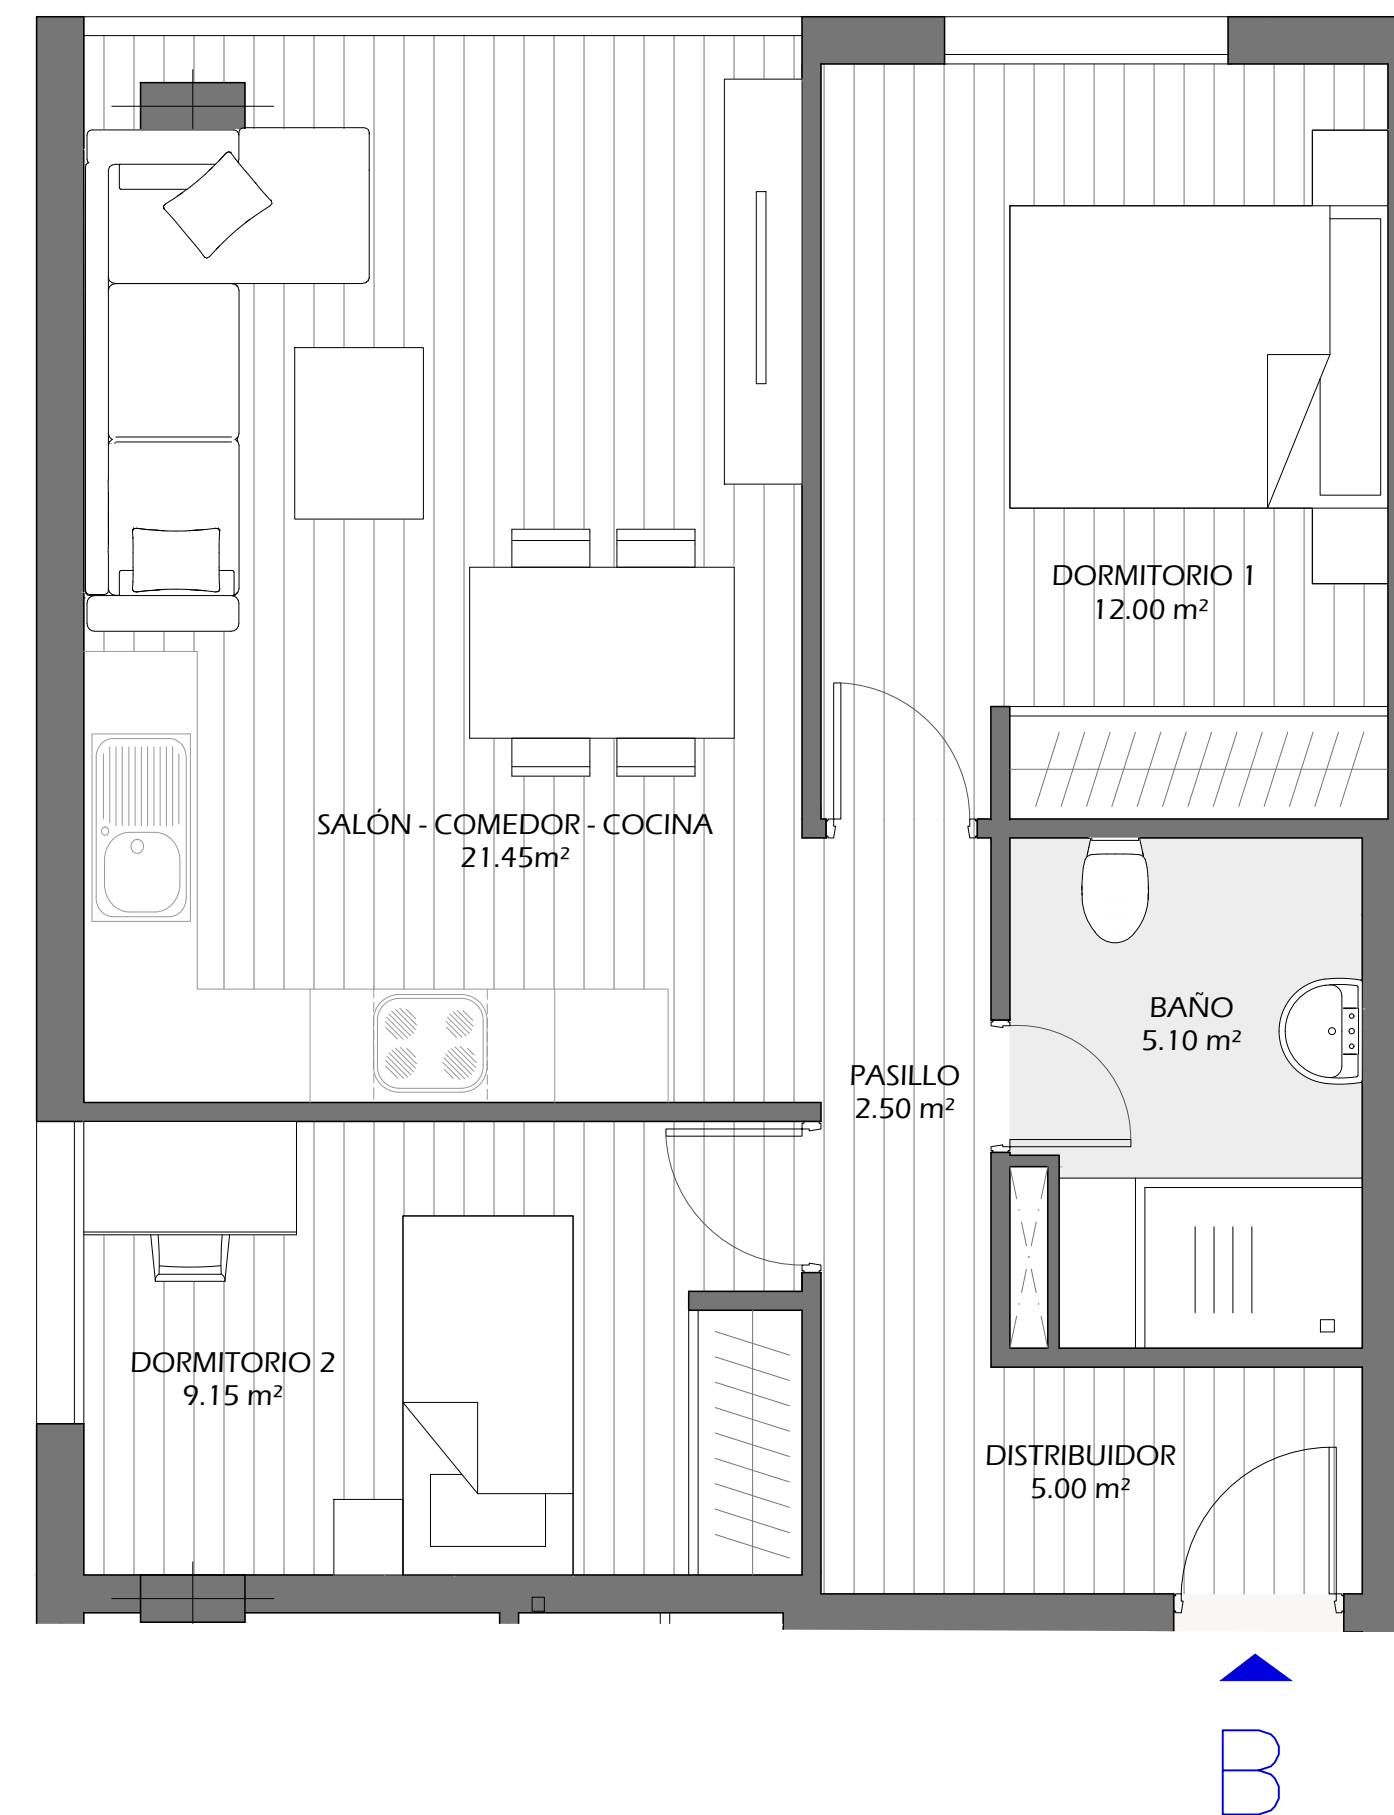 DORMITORIO 1
12.00 m²
SALÓN - COMEDOR - COCINA
21.45m²
BAÑO
5.10 m²
PASILLO
2.50 m²
DORMITORIO 2
9.15 m²
DISTRIBUIDOR
5.00 m²
B